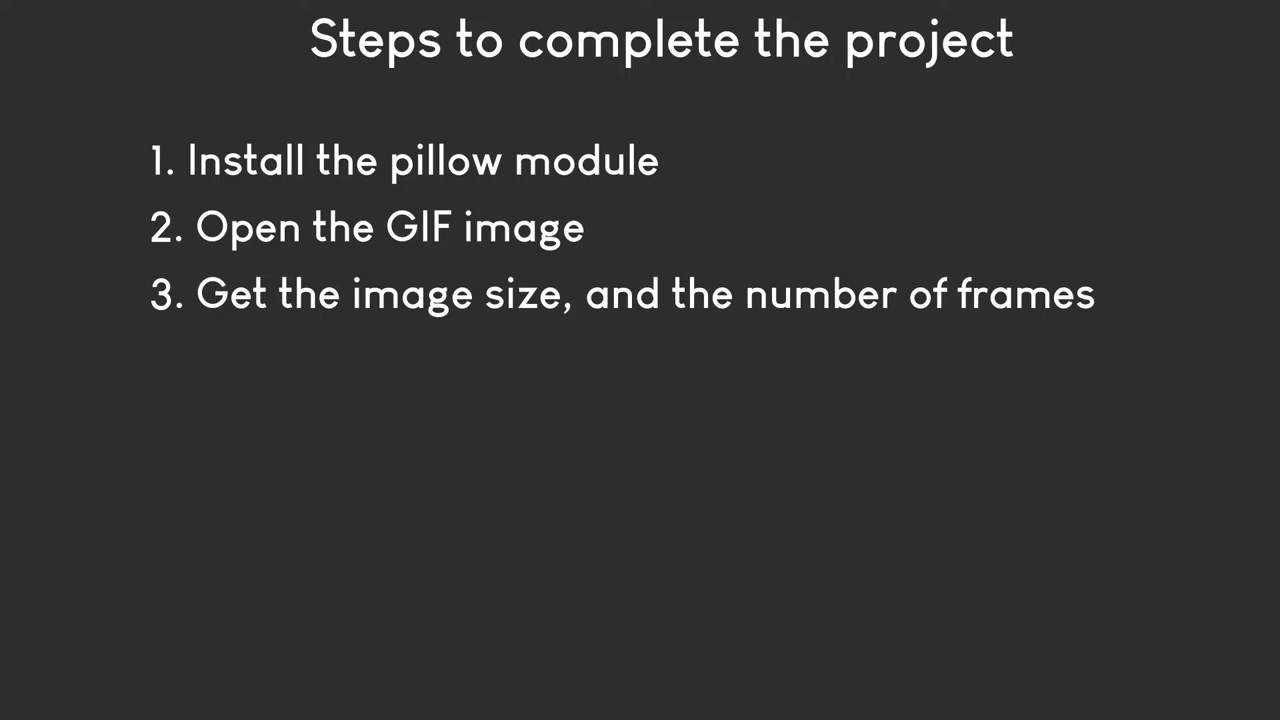 Steps to complete the project
1. Install the pillow module
2. Open the GIF image
3. Get the image size, and the number of frames